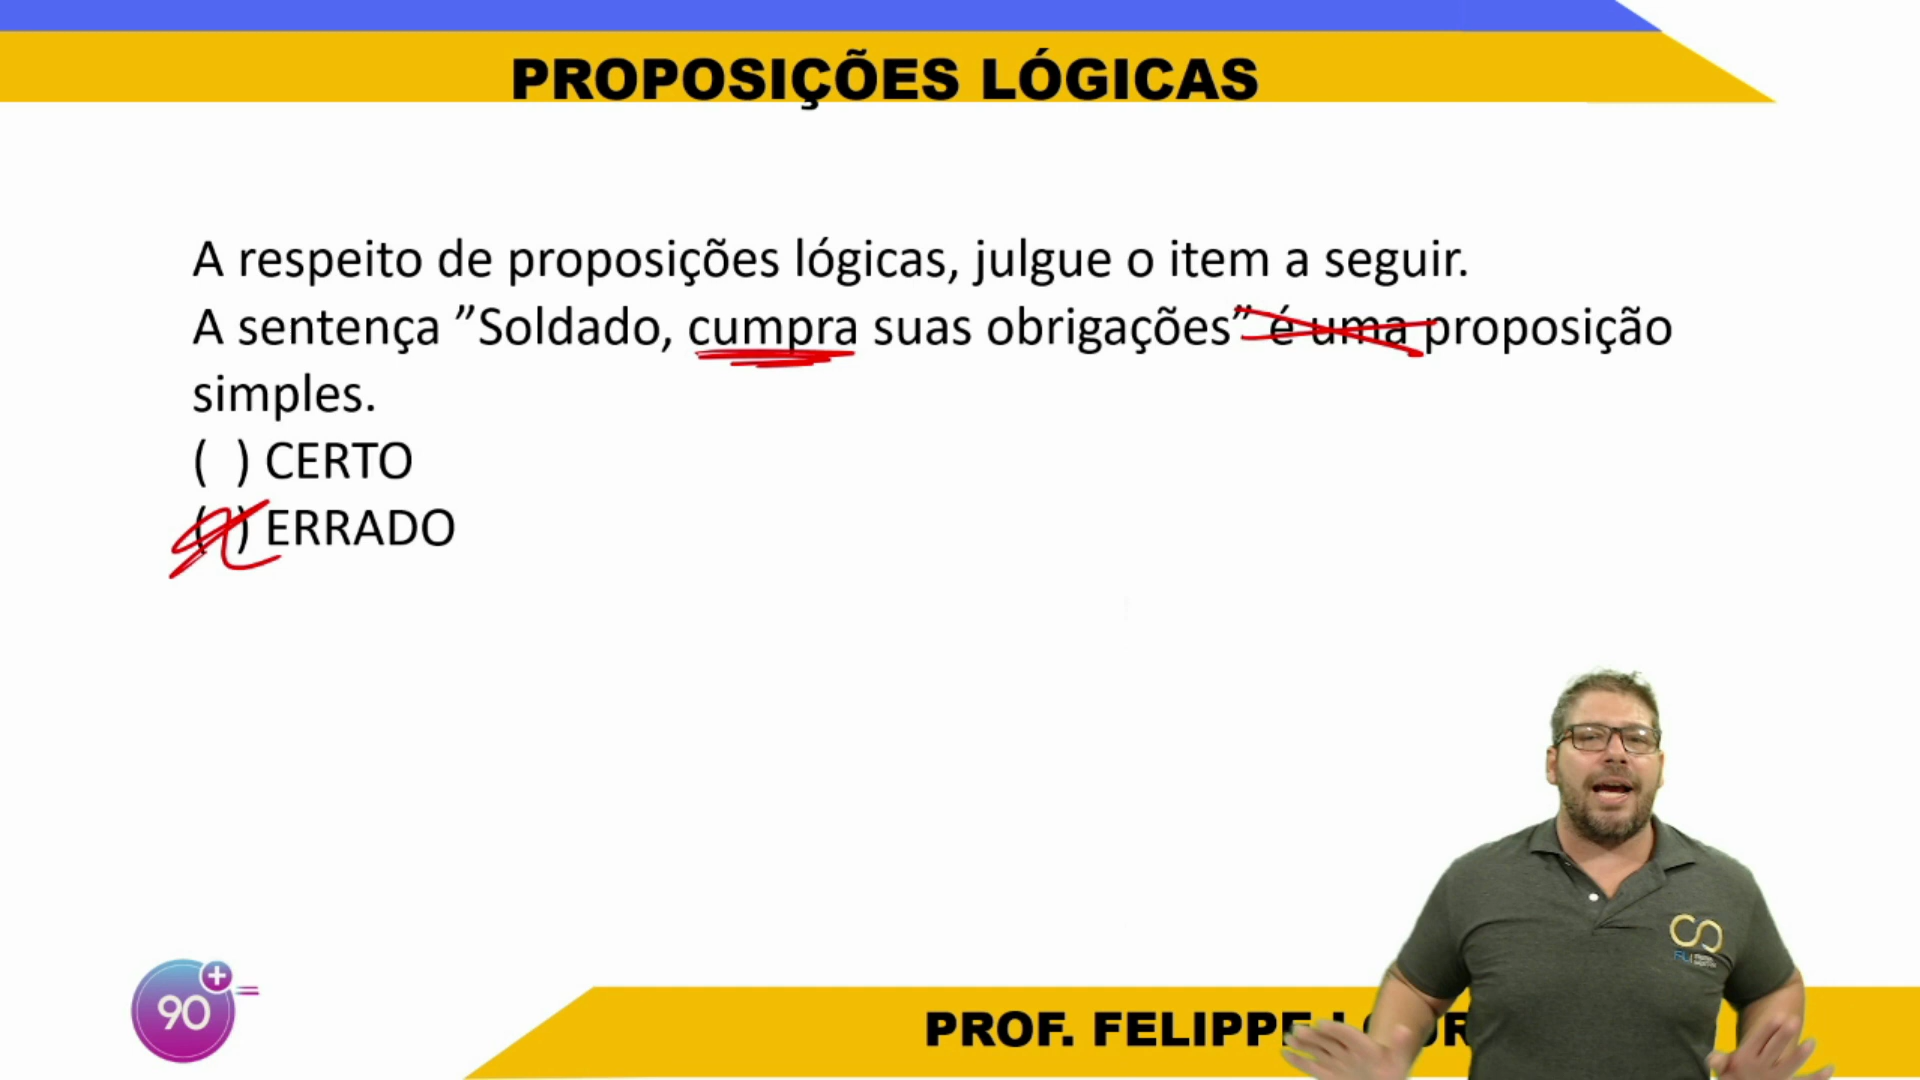 PROPOSIÇÕES LÓGICAS
A respeito de proposições lógicas, julgue o item a seguir.
A sentença ”Soldado, cumpra suas obrigações” é uma proposição
simples.
( ) CERTO
( ) ERRADO
90
PROF. FELIPPE